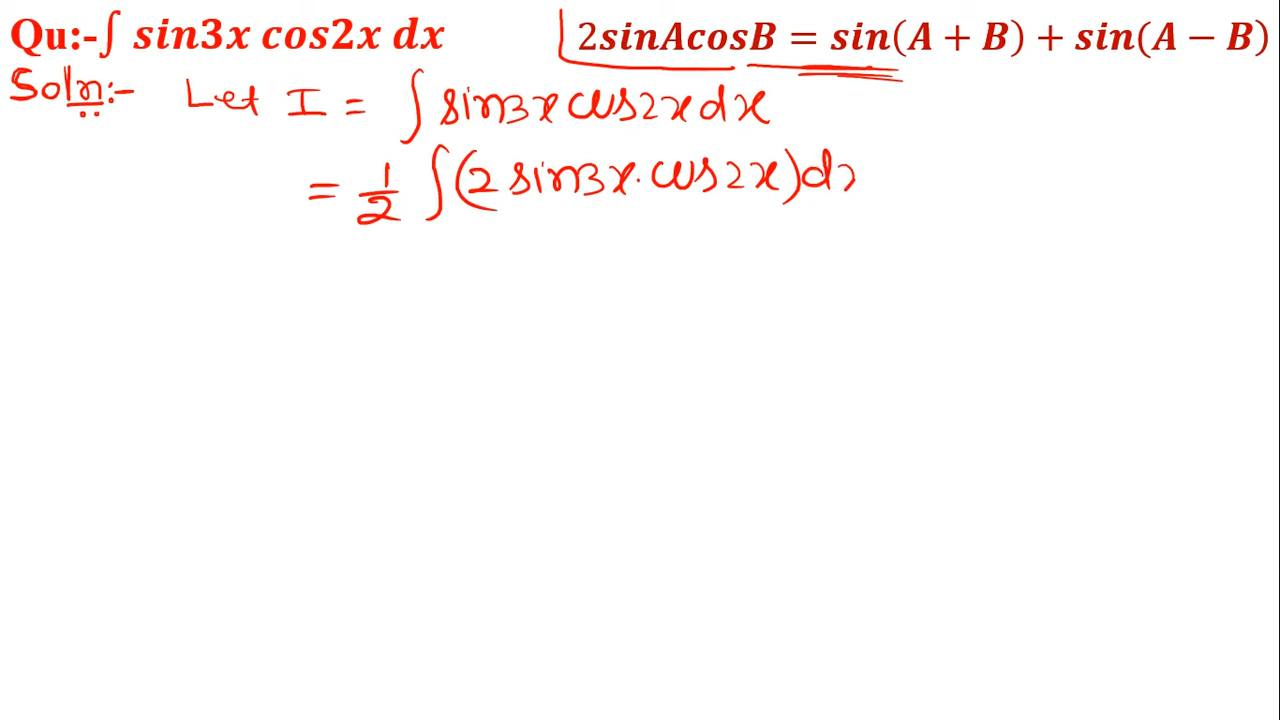 Qu:-∫ sin3x cos2x dx
2sinAcosB = sin(A + B) + sin(A − B)
Soln:- Let I = ∫ sin3x cos2x dx
= 1/2 ∫(2 sin3x·cos2x)dx